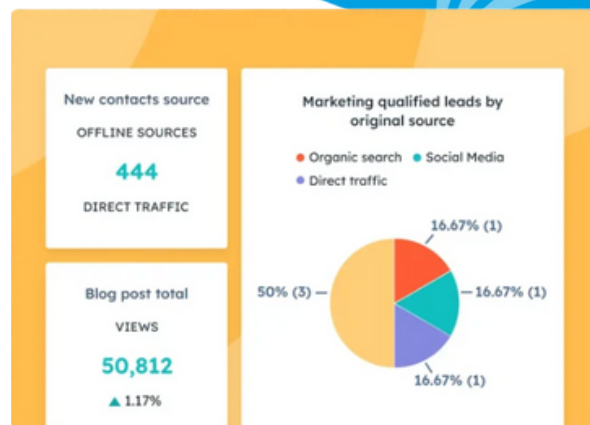 New contacts source
OFFLINE SOURCES
444
DIRECT TRAFFIC
Blog post total
VIEWS
50,812
▲ 1.17%
Marketing qualified leads by
original source
Organic search Social Media
Direct traffic
16.67% (1)
50% (3)
16.67% (1)
16.67% (1)